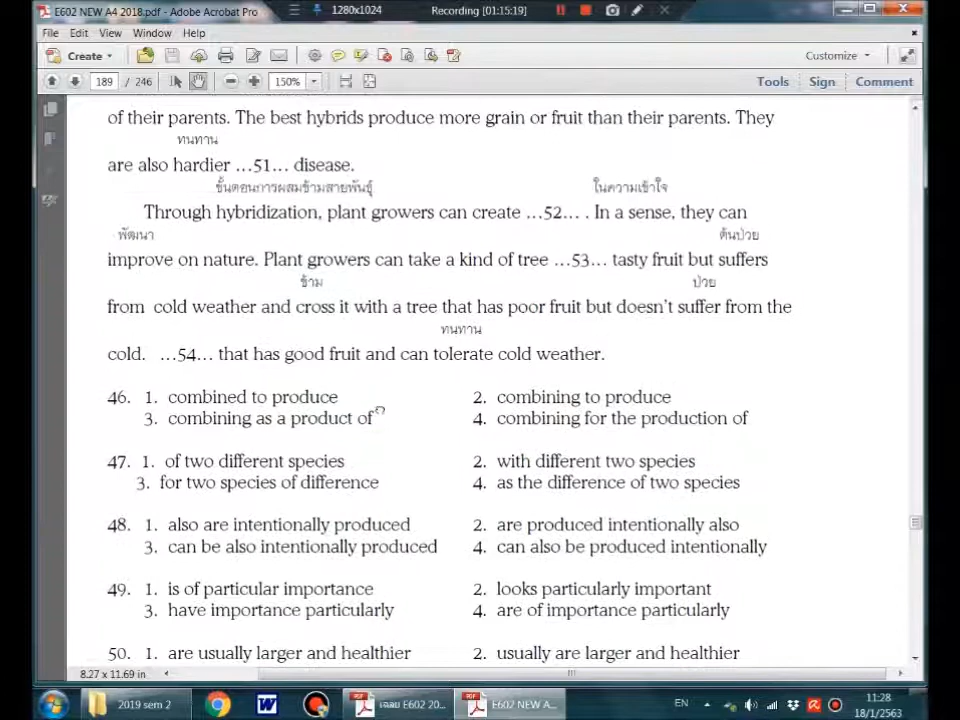 E602 NEW A4 2018.pdf - Adobe Acrobat Pro
1280x1024
Recording [01:15:19]
File Edit View Window Help
Create
Customize
189 / 246
150%
Tools Sign Comment
of their parents. The best hybrids produce more grain or fruit than their parents. They
ทนทาน
are also hardier ...51... disease.
ขั้นตอนการผสมข้ามสายพันธุ์ ในความเข้าใจ
Through hybridization, plant growers can create ...52... . In a sense, they can
พัฒนา ต้นป่วย
improve on nature. Plant growers can take a kind of tree ...53... tasty fruit but suffers
ข้าม ป่วย
from cold weather and cross it with a tree that has poor fruit but doesn't suffer from the
ทนทาน
cold. ...54... that has good fruit and can tolerate cold weather.
46. 1. combined to produce 2. combining to produce
3. combining as a product of 4. combining for the production of
47. 1. of two different species 2. with different two species
3. for two species of difference 4. as the difference of two species
48. 1. also are intentionally produced 2. are produced intentionally also
3. can be also intentionally produced 4. can also be produced intentionally
49. 1. is of particular importance 2. looks particularly important
3. have importance particularly 4. are of importance particularly
50. 1. are usually larger and healthier 2. usually are larger and healthier
8.27 x 11.69 in
2019 sem 2
เฉลย E602 20...
E602 NEW A...
EN
11:28
18/1/2563